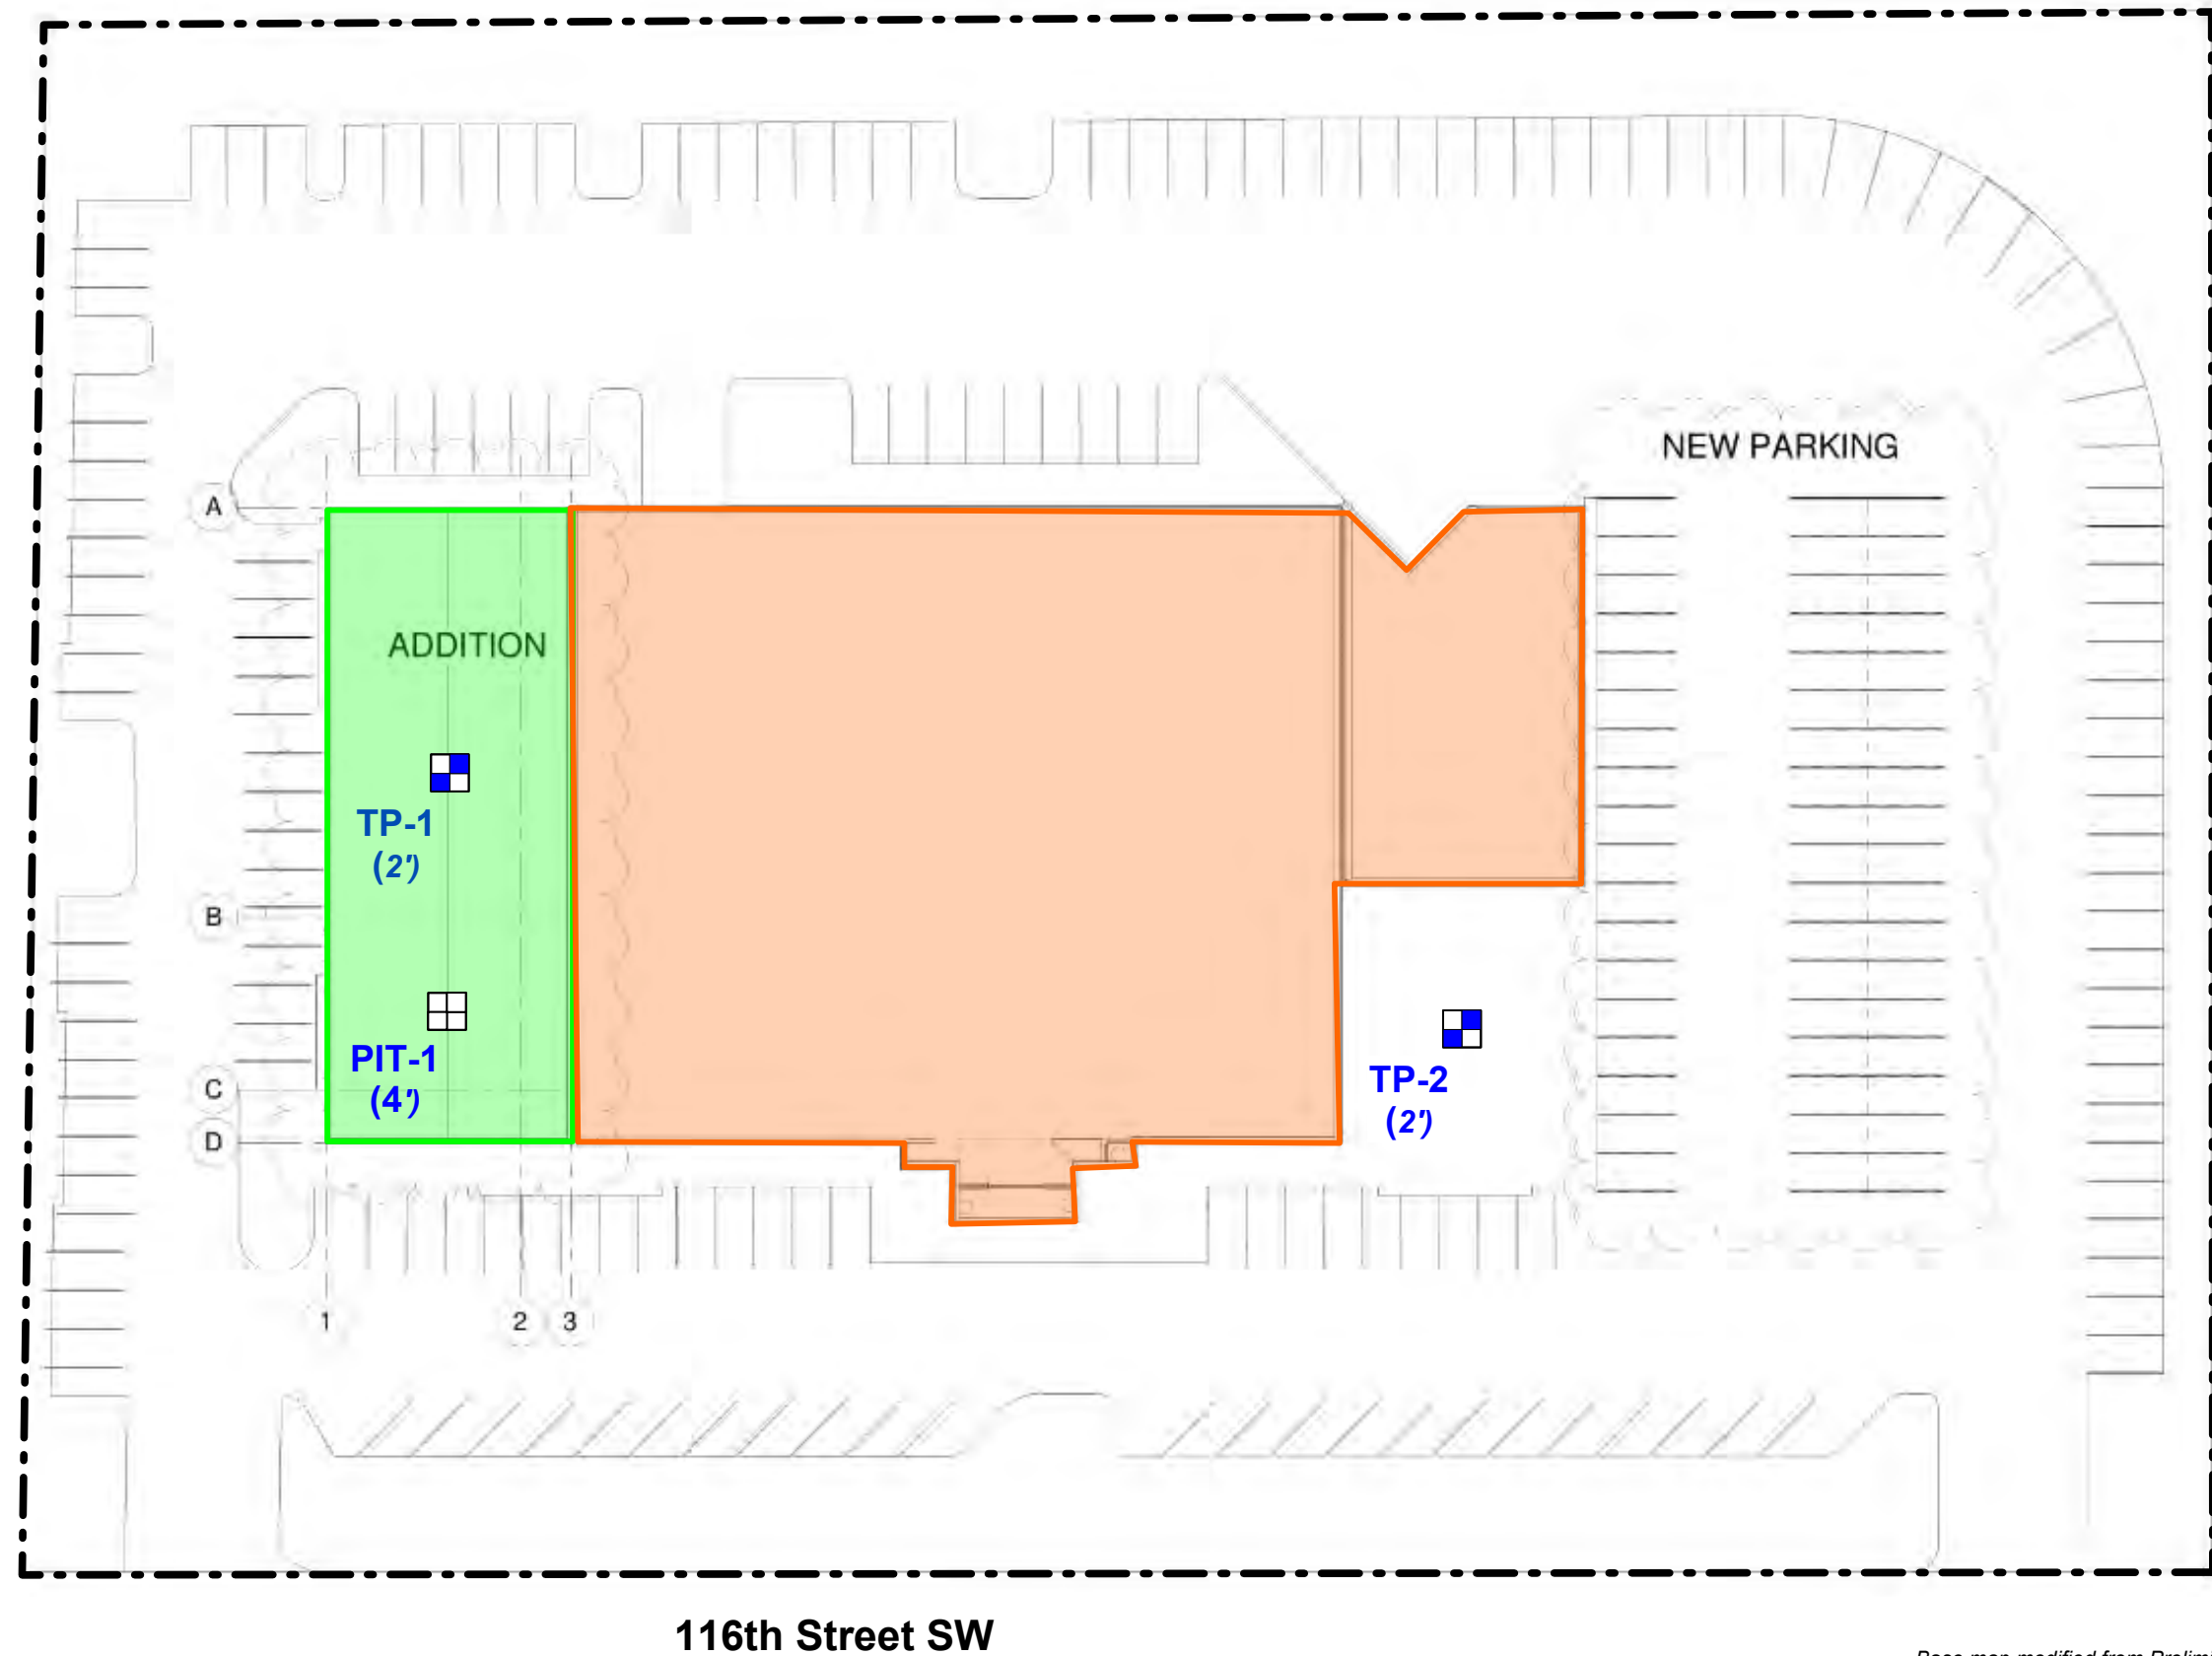 NEW PARKING
A
ADDITION
TP-1
(2')
B
PIT-1
(4')
TP-2
(2')
C
D
1 2 3
116th Street SW